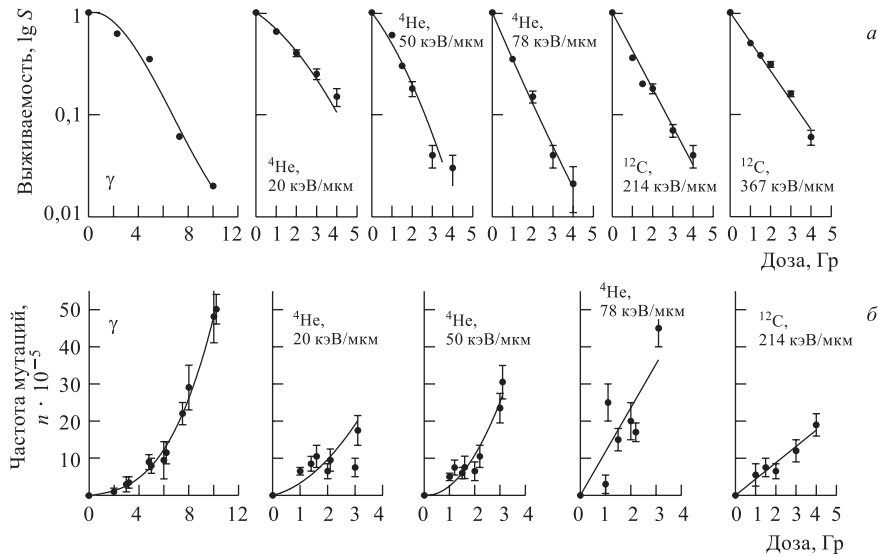 Выживаемость, lg S
1
0,1
0,01
γ
⁴He,
20 кэВ/мкм
⁴He,
50 кэВ/мкм
⁴He,
78 кэВ/мкм
¹²C,
214 кэВ/мкм
¹²C,
367 кэВ/мкм
а
0 4 8 12 0 1 2 3 4 5 0 1 2 3 4 5 0 1 2 3 4 5 0 1 2 3 4 5 0 1 2 3 4 5
Доза, Гр
Частота мутаций,
n · 10⁻⁵
50
40
30
20
10
γ
⁴He,
20 кэВ/мкм
⁴He,
50 кэВ/мкм
⁴He,
78 кэВ/мкм
¹²C,
214 кэВ/мкм
б
0 4 8 12 0 1 2 3 4 0 1 2 3 4 0 1 2 3 4 0 1 2 3 4 5
Доза, Гр